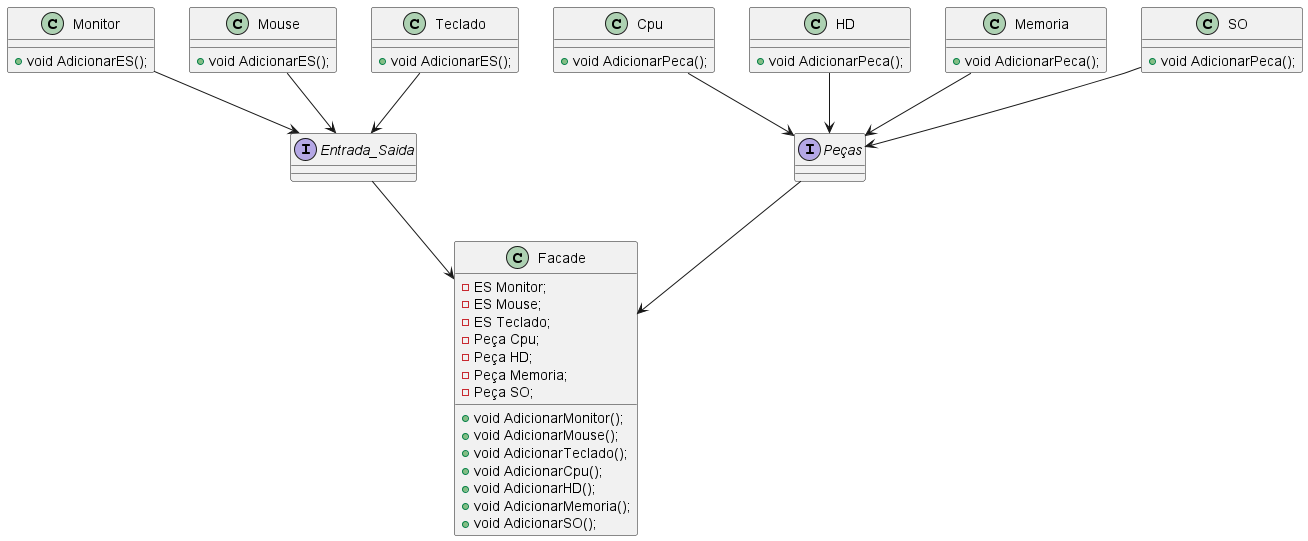 C Monitor
+ void AdicionarES();
C Mouse
+ void AdicionarES();
C Teclado
+ void AdicionarES();
C Cpu
+ void AdicionarPeca();
C HD
+ void AdicionarPeca();
C Memoria
+ void AdicionarPeca();
C SO
+ void AdicionarPeca();
I Entrada_Saida
I Peças
C Facade
ES Monitor;
ES Mouse;
ES Teclado;
Peça Cpu;
Peça HD;
Peça Memoria;
Peça SO;
void AdicionarMonitor();
void AdicionarMouse();
void AdicionarTeclado();
void AdicionarCpu();
void AdicionarHD();
void AdicionarMemoria();
void AdicionarSO();